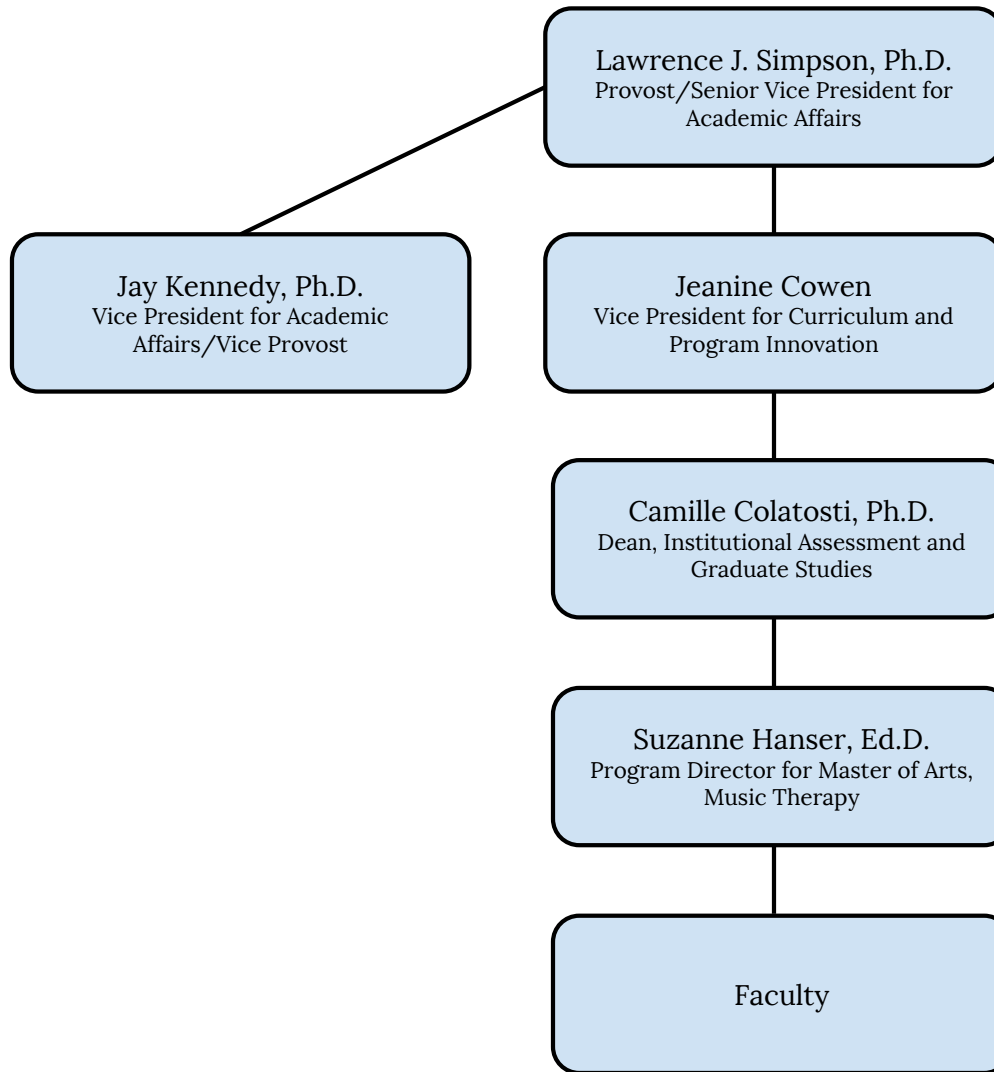 Lawrence J. Simpson, Ph.D.
Provost/Senior Vice President for
Academic Affairs
Jay Kennedy, Ph.D.
Vice President for Academic
Affairs/Vice Provost
Jeanine Cowen
Vice President for Curriculum and
Program Innovation
Camille Colatosti, Ph.D.
Dean, Institutional Assessment and
Graduate Studies
Suzanne Hanser, Ed.D.
Program Director for Master of Arts,
Music Therapy
Faculty